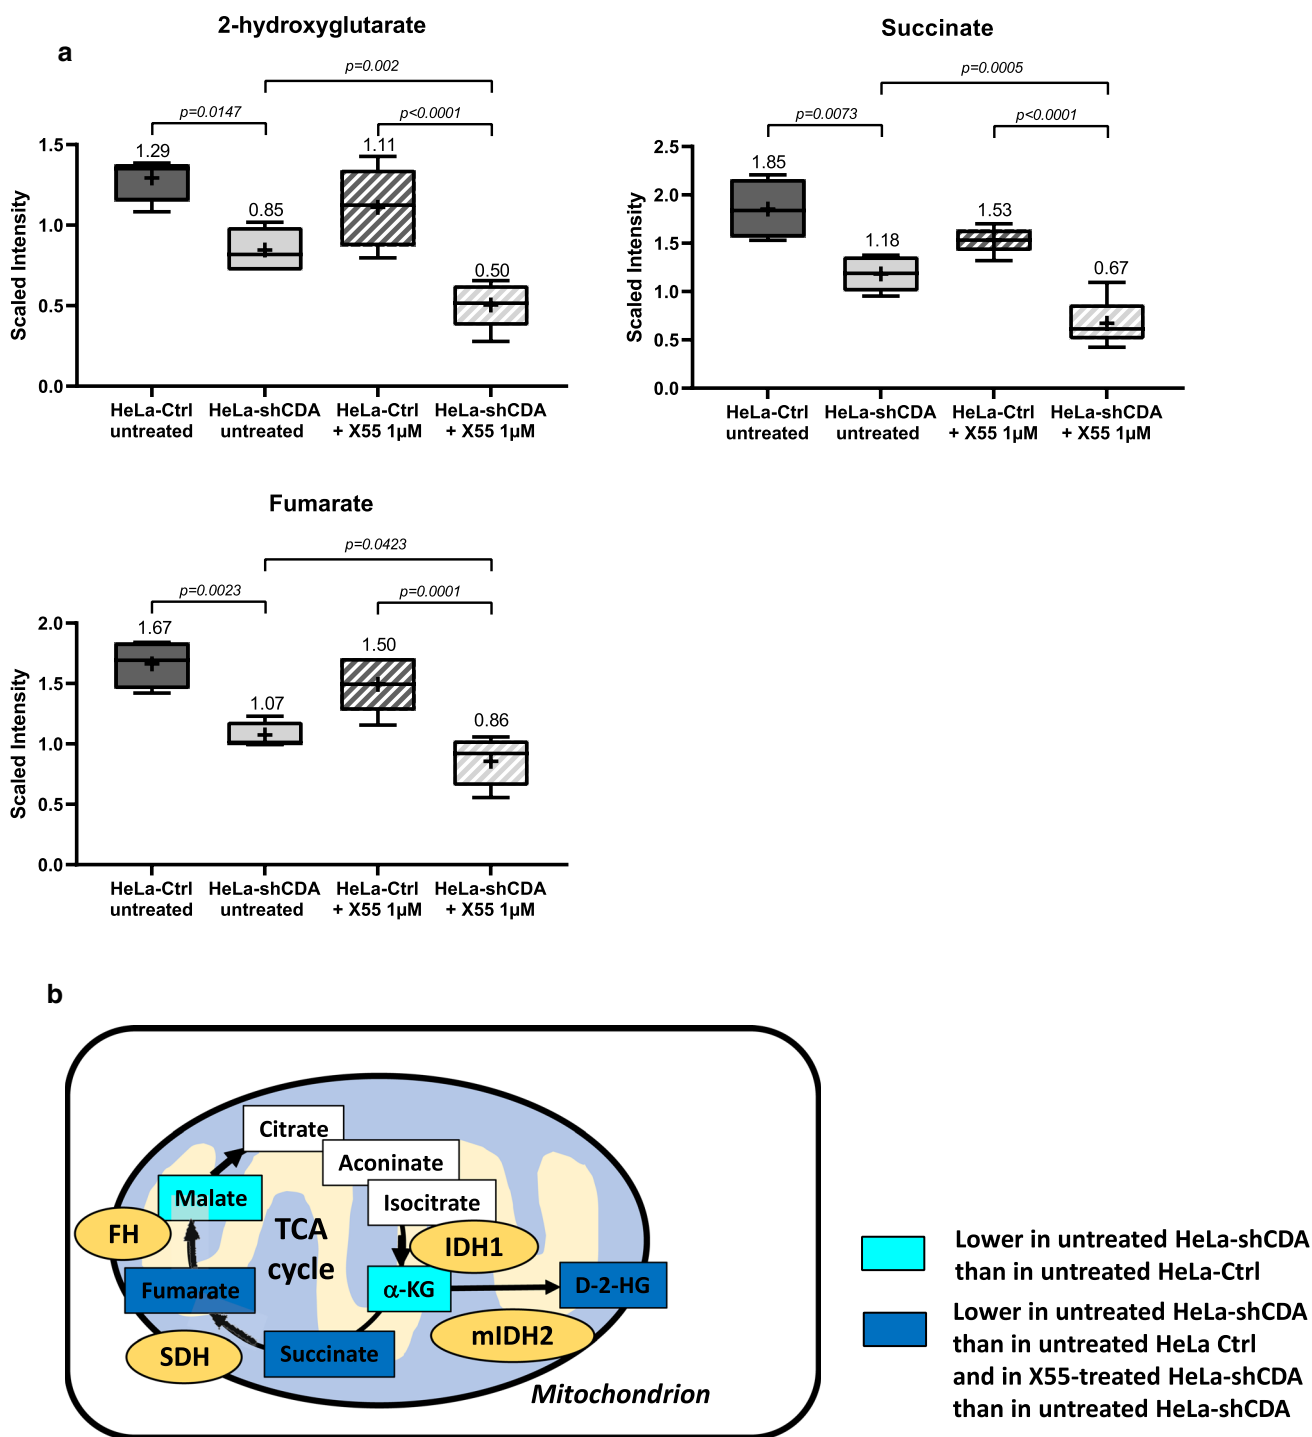 a
2-hydroxyglutarate
p=0.002
p=0.0147
p<0.0001
Scaled Intensity
1.5
1.0
0.5
0.0
1.29
0.85
1.11
0.50
HeLa-Ctrl
untreated
HeLa-shCDA
untreated
HeLa-Ctrl
+ X55 1µM
HeLa-shCDA
+ X55 1µM
Succinate
p=0.0005
p=0.0073
p<0.0001
Scaled Intensity
2.5
2.0
1.5
1.0
0.5
0.0
1.85
1.18
1.53
0.67
HeLa-Ctrl
untreated
HeLa-shCDA
untreated
HeLa-Ctrl
+ X55 1µM
HeLa-shCDA
+ X55 1µM
Fumarate
p=0.0423
p=0.0023
p=0.0001
Scaled Intensity
2.0
1.5
1.0
0.5
0.0
1.67
1.07
1.50
0.86
HeLa-Ctrl
untreated
HeLa-shCDA
untreated
HeLa-Ctrl
+ X55 1µM
HeLa-shCDA
+ X55 1µM
b
Citrate
Aconinate
Isocitrate
Malate
FH
TCA
cycle
IDH1
Fumarate
α-KG
D-2-HG
mIDH2
SDH
Succinate
Mitochondrion
Lower in untreated HeLa-shCDA
than in untreated HeLa-Ctrl
Lower in untreated HeLa-shCDA
than in untreated HeLa Ctrl
and in X55-treated HeLa-shCDA
than in untreated HeLa-shCDA